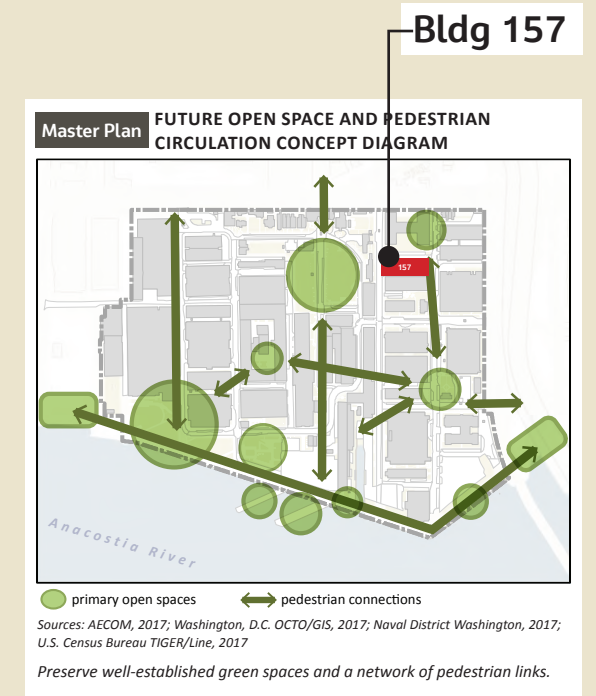 Bldg 157
Master Plan
FUTURE OPEN SPACE AND PEDESTRIAN
CIRCULATION CONCEPT DIAGRAM
157
Anacostia River
primary open spaces
pedestrian connections
Sources: AECOM, 2017; Washington, D.C. OCTO/GIS, 2017; Naval District Washington, 2017;
U.S. Census Bureau TIGER/Line, 2017
Preserve well-established green spaces and a network of pedestrian links.